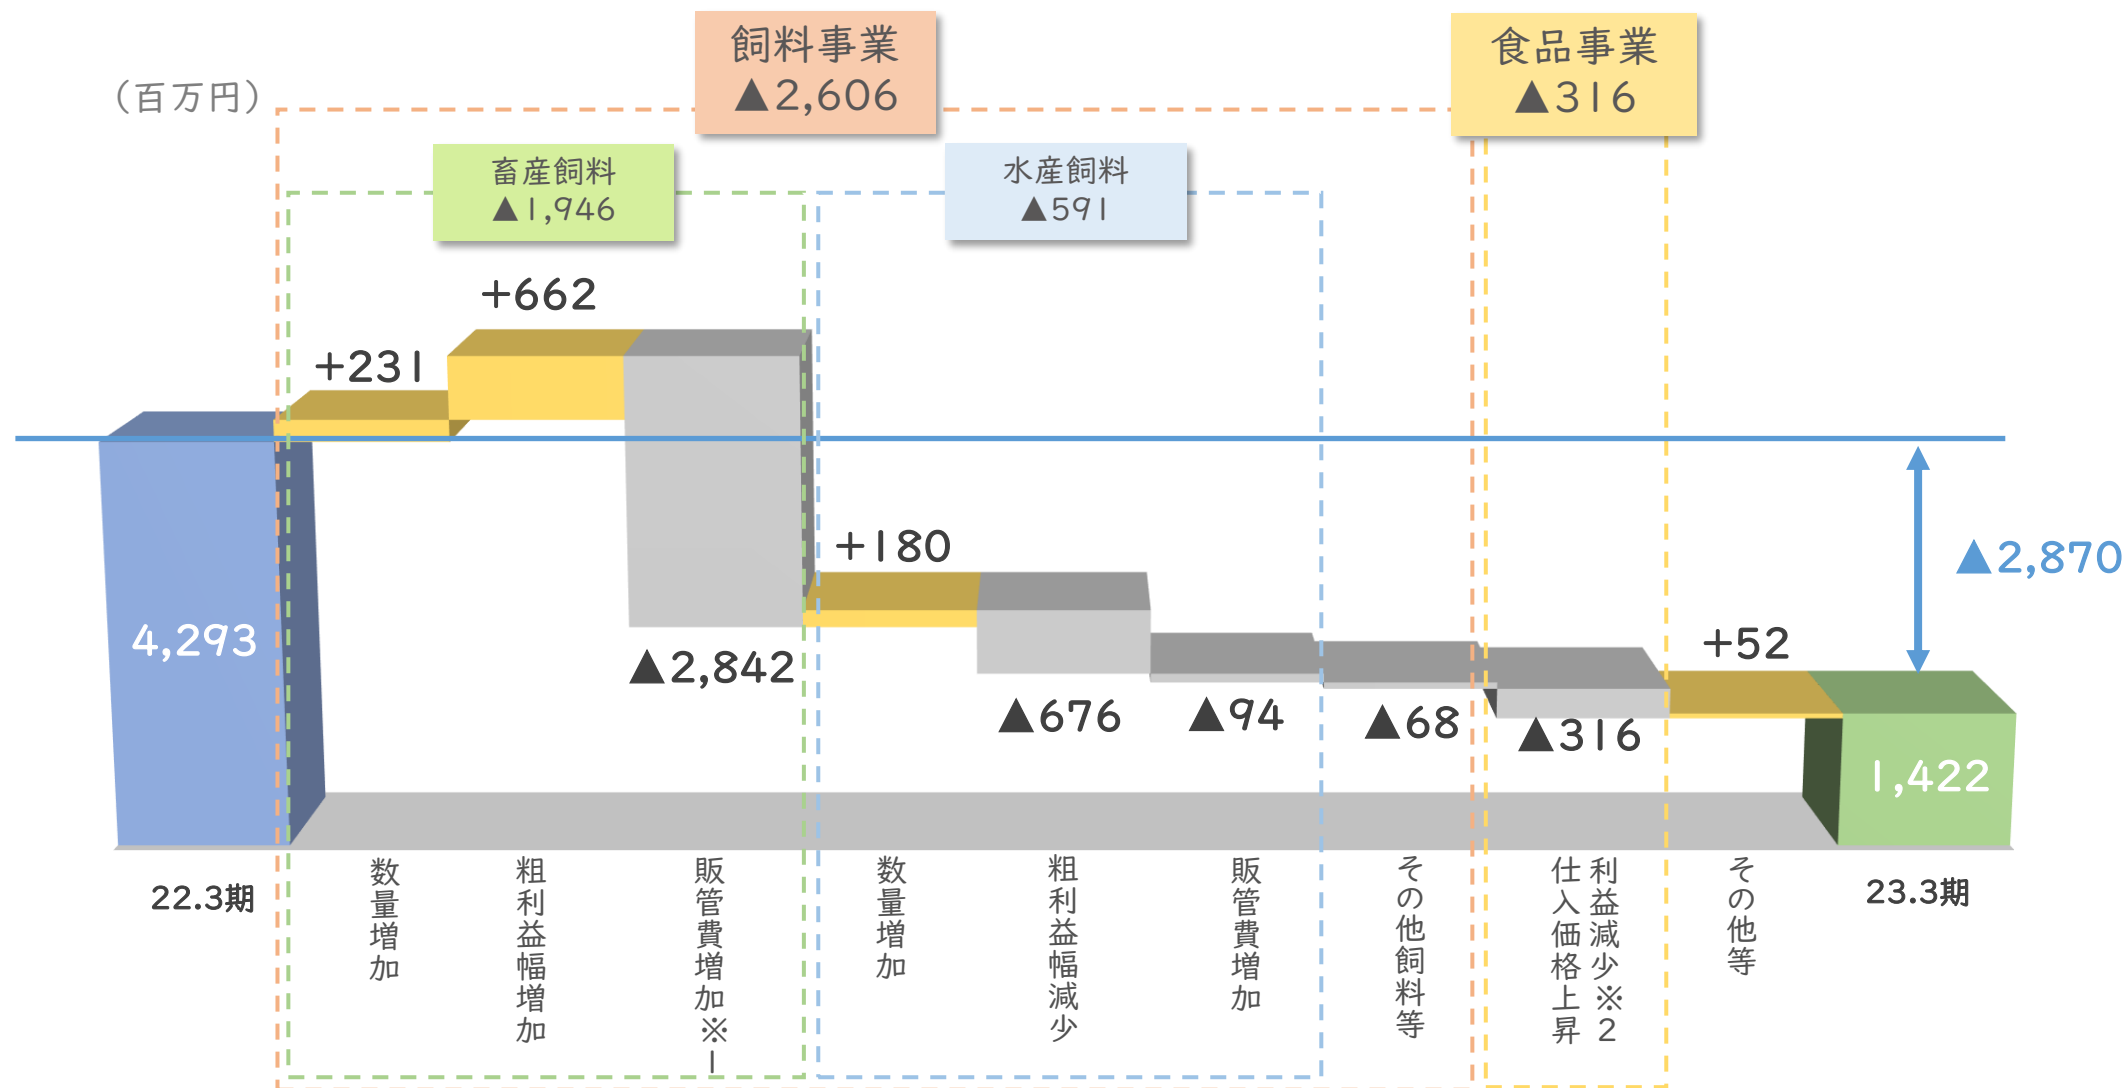 (百万円)
飼料事業
▲2,606
食品事業
▲316
畜産飼料
▲1,946
水産飼料
▲591
+231
+662
▲2,842
+180
▲676
▲94
▲68
▲316
+52
▲2,870
4,293
1,422
22.3期
数量増加
粗利益幅増加
販管費増加※1
数量増加
粗利益幅減少
販管費増加
その他飼料等
利益減少※2
仕入価格上昇
その他等
23.3期